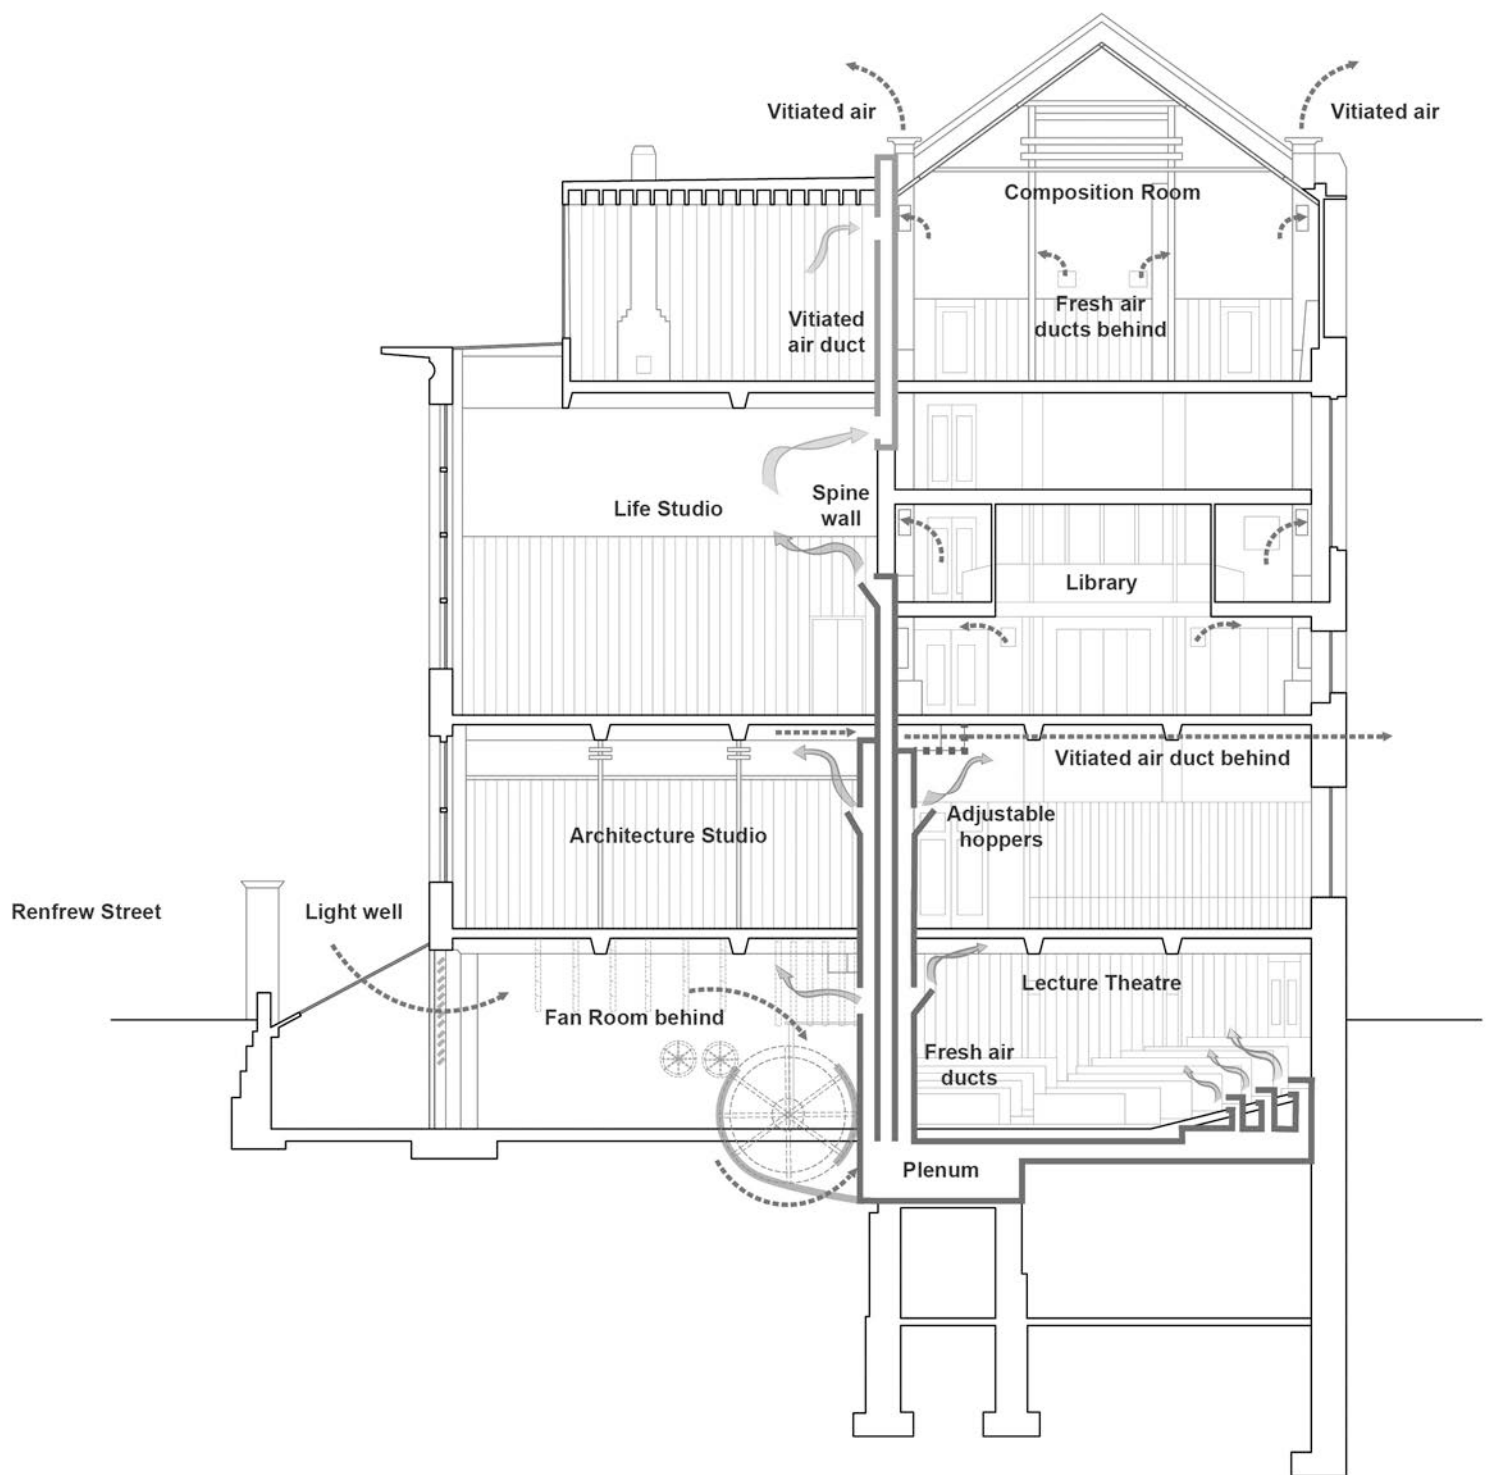 Vitiated air
Vitiated air
Composition Room
Vitiated
air duct
Fresh air
ducts behind
Life Studio
Spine
wall
Library
Vitiated air duct behind
Architecture Studio
Adjustable
hoppers
Renfrew Street
Light well
Lecture Theatre
Fan Room behind
Fresh air
ducts
Plenum